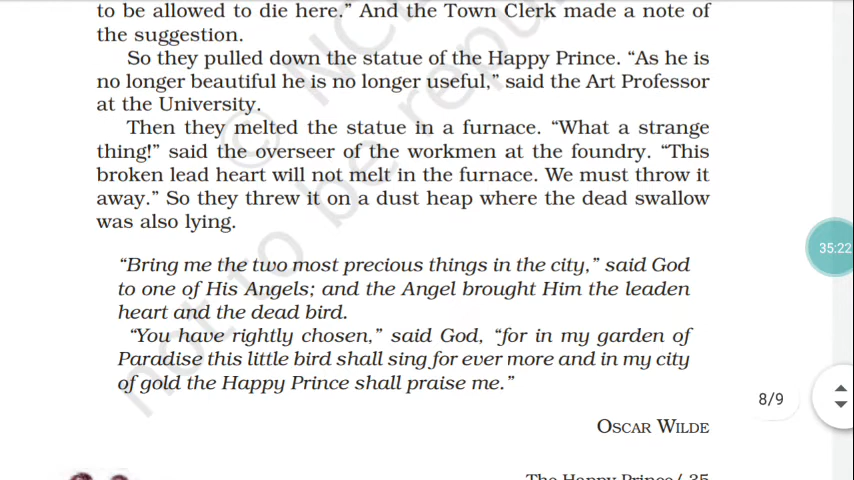 to be allowed to die here.” And the Town Clerk made a note of
the suggestion.
So they pulled down the statue of the Happy Prince. “As he is
no longer beautiful he is no longer useful,” said the Art Professor
at the University.
Then they melted the statue in a furnace. “What a strange
thing!” said the overseer of the workmen at the foundry. “This
broken lead heart will not melt in the furnace. We must throw it
away.” So they threw it on a dust heap where the dead swallow
was also lying.
“Bring me the two most precious things in the city,” said God
to one of His Angels; and the Angel brought Him the leaden
heart and the dead bird.
“You have rightly chosen,” said God, “for in my garden of
Paradise this little bird shall sing for ever more and in my city
of gold the Happy Prince shall praise me.”
OSCAR WILDE
The Happy Prince/ 35
35:22
8/9
not to be repu